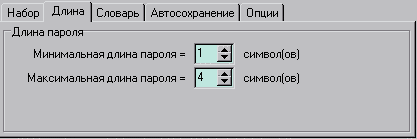 Набор Длина Словарь Автосохранение Опции
Длина пароля
Минимальная длина пароля = 1 символ(ов)
Максимальная длина пароля = 4 символ(ов)